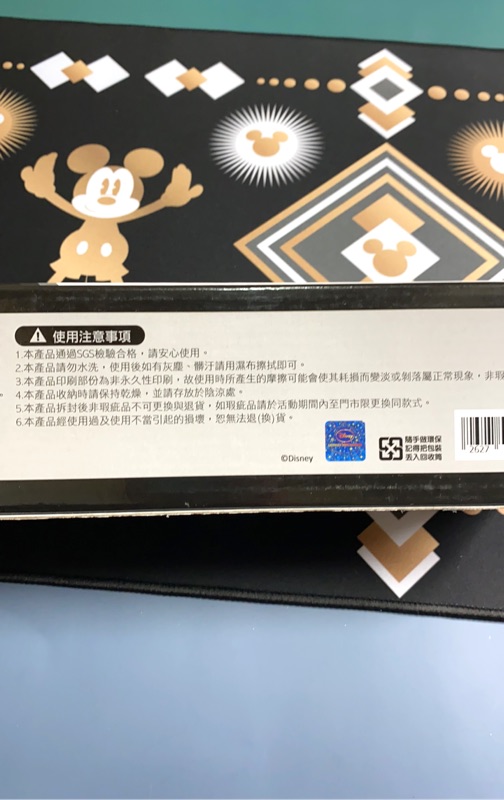 使用注意事項
1.本產品通過SGS檢驗合格，請安心使用。
2.本產品請勿水洗，使用後如有灰塵、髒汙請用濕布擦拭即可。
3.本產品印刷部份為非永久性印刷，故使用時所產生的摩擦可能會使其耗損而變淡或剝落屬正常現象，非瑕
4.本產品收納時請保持乾燥，並請存放於陰涼處。
5.本產品拆封後非瑕疵品不可更換與退貨，如瑕疵品請於活動期間內至門市限更換同款式。
6.本產品經使用過及使用不當引起的損壞，恕無法退(換)貨。
©Disney
隨手做環保
記得把包裝
丟入回收筒
2627